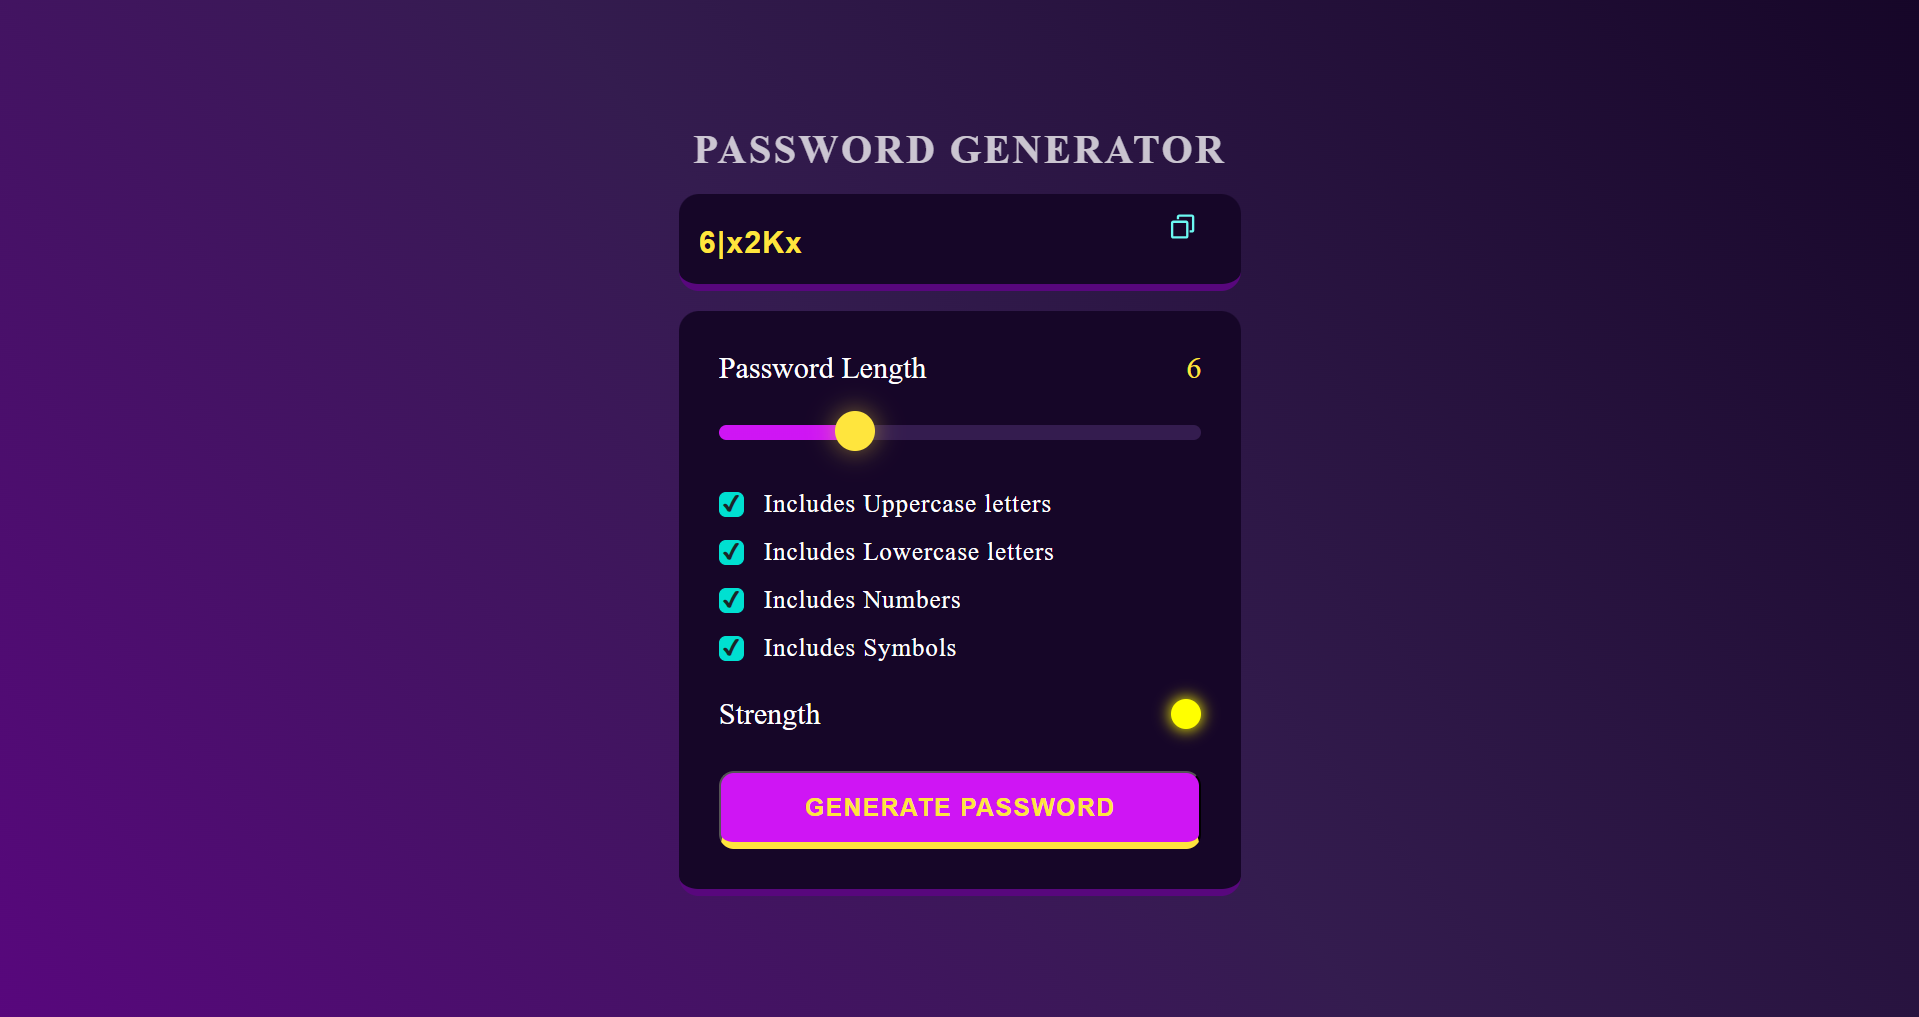 PASSWORD GENERATOR
6|x2Kx
Password Length 6
Includes Uppercase letters
Includes Lowercase letters
Includes Numbers
Includes Symbols
Strength
GENERATE PASSWORD